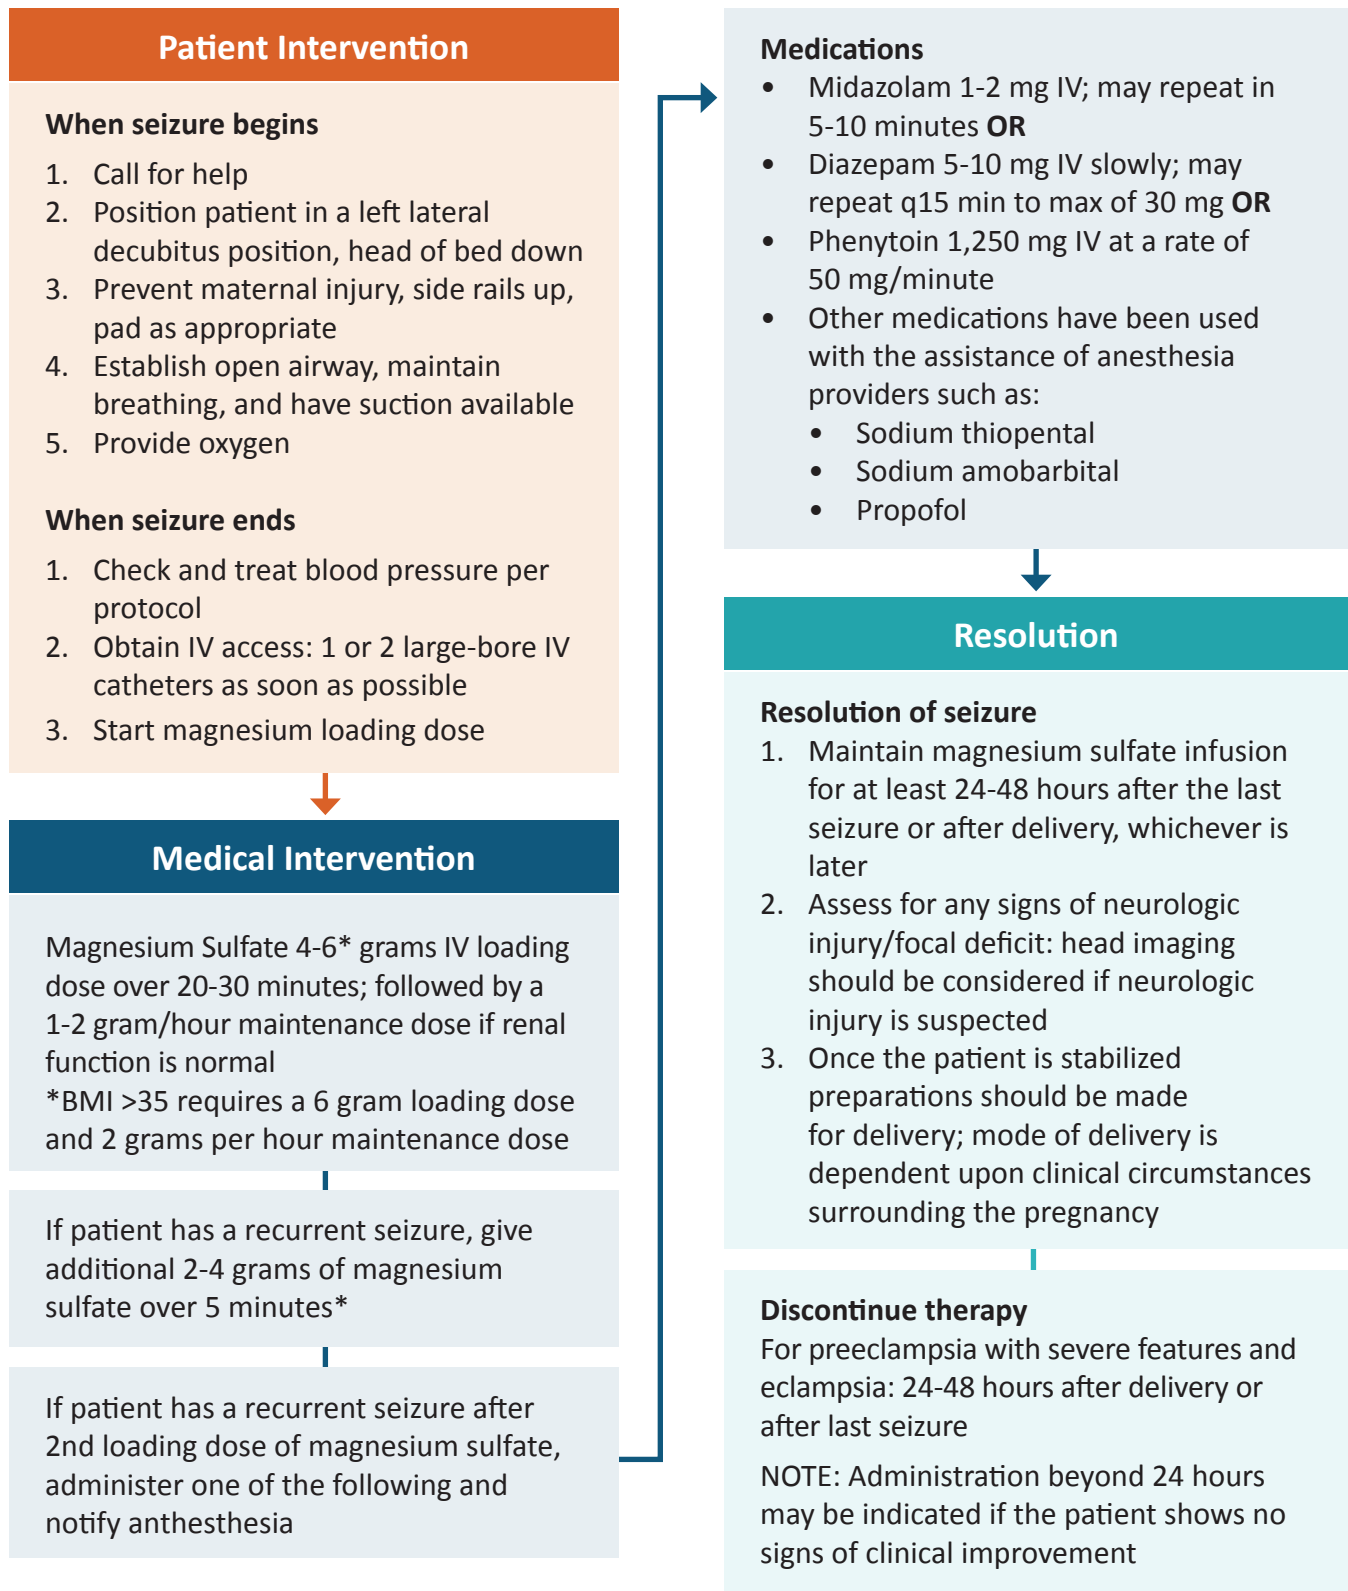 Patient Intervention
When seizure begins
1. Call for help
2. Position patient in a left lateral
decubitus position, head of bed down
3. Prevent maternal injury, side rails up,
pad as appropriate
4. Establish open airway, maintain
breathing, and have suction available
5. Provide oxygen
When seizure ends
1. Check and treat blood pressure per
protocol
2. Obtain IV access: 1 or 2 large-bore IV
catheters as soon as possible
3. Start magnesium loading dose
Medical Intervention
Magnesium Sulfate 4-6* grams IV loading
dose over 20-30 minutes; followed by a
1-2 gram/hour maintenance dose if renal
function is normal
*BMI >35 requires a 6 gram loading dose
and 2 grams per hour maintenance dose
If patient has a recurrent seizure, give
additional 2-4 grams of magnesium
sulfate over 5 minutes*
If patient has a recurrent seizure after
2nd loading dose of magnesium sulfate,
administer one of the following and
notify anthesthesia
Medications
• Midazolam 1-2 mg IV; may repeat in
5-10 minutes OR
• Diazepam 5-10 mg IV slowly; may
repeat q15 min to max of 30 mg OR
• Phenytoin 1,250 mg IV at a rate of
50 mg/minute
• Other medications have been used
with the assistance of anesthesia
providers such as:
• Sodium thiopental
• Sodium amobarbital
• Propofol
Resolution
Resolution of seizure
1. Maintain magnesium sulfate infusion
for at least 24-48 hours after the last
seizure or after delivery, whichever is
later
2. Assess for any signs of neurologic
injury/focal deficit: head imaging
should be considered if neurologic
injury is suspected
3. Once the patient is stabilized
preparations should be made
for delivery; mode of delivery is
dependent upon clinical circumstances
surrounding the pregnancy
Discontinue therapy
For preeclampsia with severe features and
eclampsia: 24-48 hours after delivery or
after last seizure
NOTE: Administration beyond 24 hours
may be indicated if the patient shows no
signs of clinical improvement